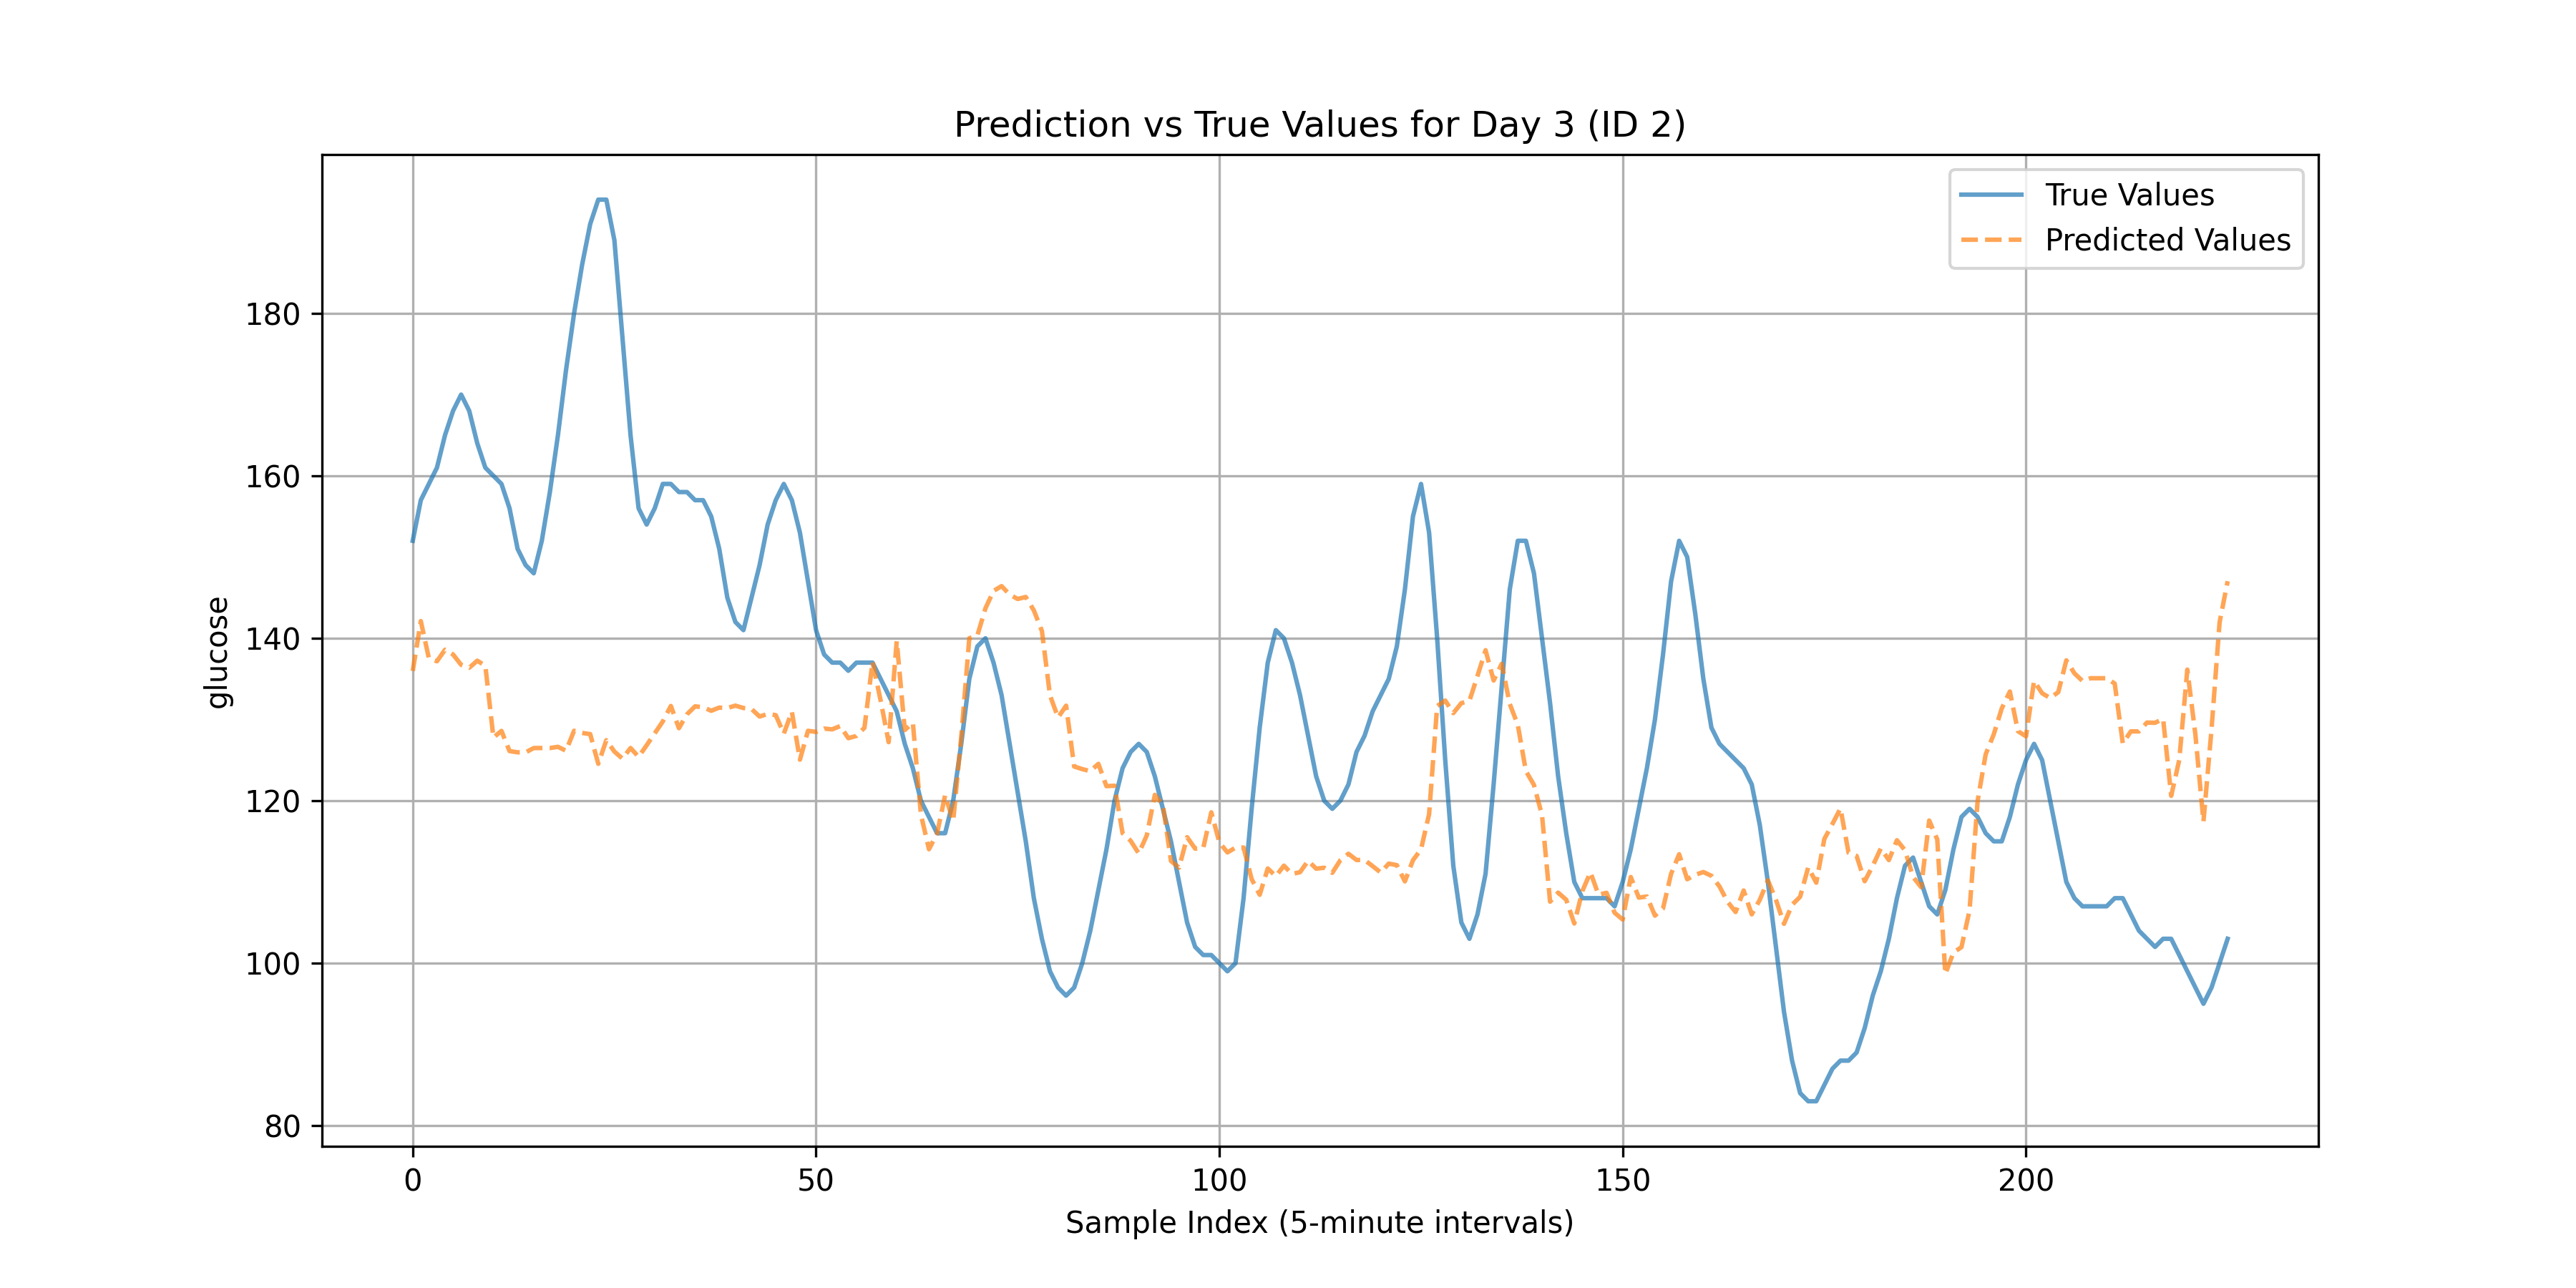 Prediction vs True Values for Day 3 (ID 2)
True Values
Predicted Values
180
160
140
120
100
80
glucose
0 50 100 150 200
Sample Index (5-minute intervals)